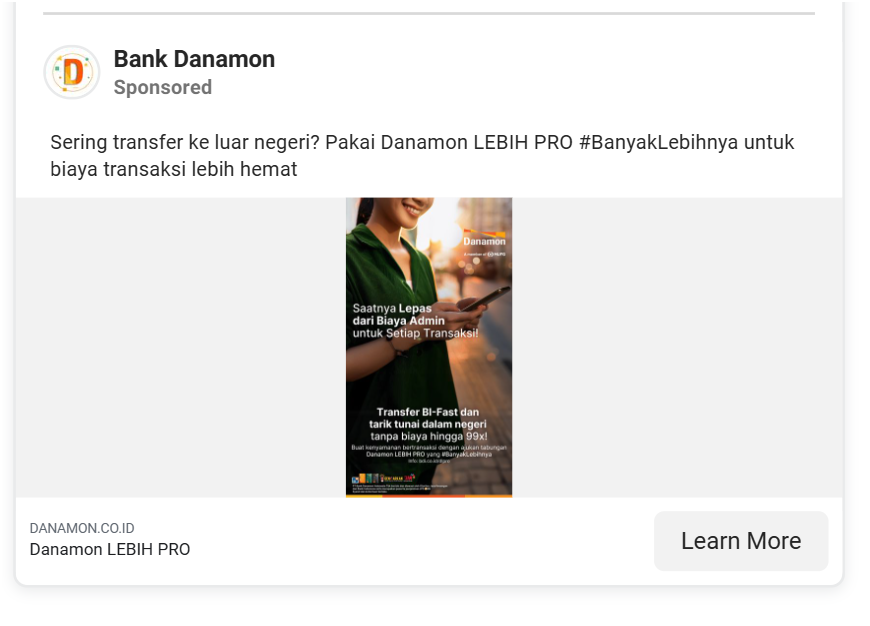 Bank Danamon
Sponsored
Sering transfer ke luar negeri? Pakai Danamon LEBIH PRO #BanyakLebihnya untuk
biaya transaksi lebih hemat
Danamon
A member of MUFG
Saatnya Lepas
dari Biaya Admin
untuk Setiap Transaksi!
Transfer BI-Fast dan
tarik tunai dalam negeri
tanpa biaya hingga 99x!
Buat kenyamanan bertransaksi dengan ajukan tabungan
Danamon LEBIH PRO yang #BanyakLebihnya
DANAMON.CO.ID
Danamon LEBIH PRO
Learn More